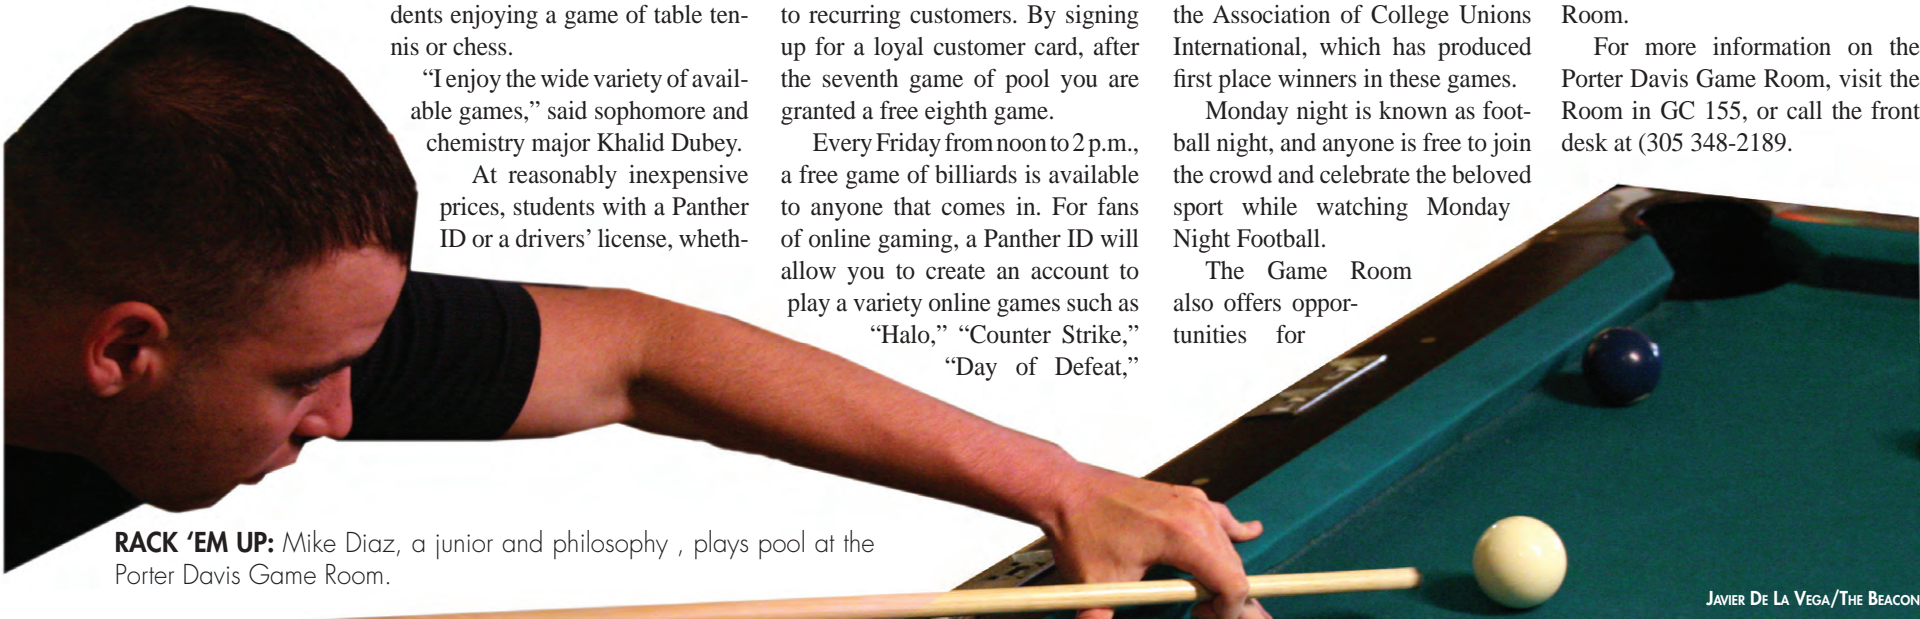 dents enjoying a game of table ten-
nis or chess.
“I enjoy the wide variety of avail-
able games,” said sophomore and
chemistry major Khalid Dubey.
At reasonably inexpensive
prices, students with a Panther
ID or a drivers’ license, wheth-
to recurring customers. By signing
up for a loyal customer card, after
the seventh game of pool you are
granted a free eighth game.
Every Friday from noon to 2 p.m.,
a free game of billiards is available
to anyone that comes in. For fans
of online gaming, a Panther ID will
allow you to create an account to
play a variety online games such as
“Halo,” “Counter Strike,”
“Day of Defeat,”
the Association of College Unions
International, which has produced
first place winners in these games.
Monday night is known as foot-
ball night, and anyone is free to join
the crowd and celebrate the beloved
sport while watching Monday
Night Football.
The Game Room
also offers oppor-
tunities for
Room.
For more information on the
Porter Davis Game Room, visit the
Room in GC 155, or call the front
desk at (305 348-2189.
RACK ‘EM UP: Mike Diaz, a junior and philosophy , plays pool at the
Porter Davis Game Room.
JAVIER DE LA VEGA/THE BEACON